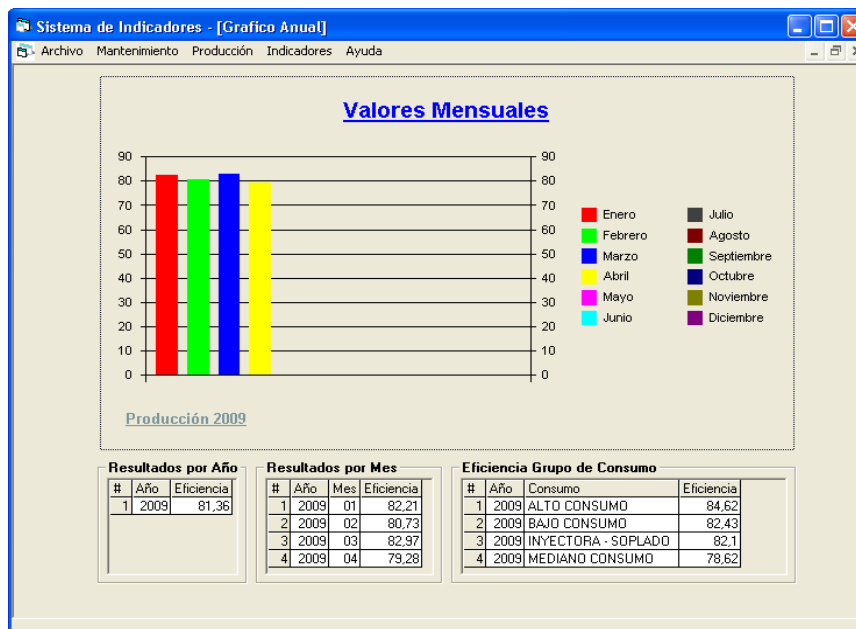 Sistema de Indicadores - [Grafico Anual]
Archivo Mantenimiento Producción Indicadores Ayuda
Valores Mensuales
90 90
80 80
70 70
60 60
50 50
40 40
30 30
20 20
10 10
0 0
Enero Julio
Febrero Agosto
Marzo Septiembre
Abril Octubre
Mayo Noviembre
Junio Diciembre
Producción 2009
Resultados por Año
# Año Eficiencia
1 2009 81,36
Resultados por Mes
# Año Mes Eficiencia
1 2009 01 82,21
2 2009 02 80,73
3 2009 03 82,97
4 2009 04 79,28
Eficiencia Grupo de Consumo
# Año Consumo Eficiencia
1 2009 ALTO CONSUMO 84,62
2 2009 BAJO CONSUMO 82,43
3 2009 INYECTORA - SOPLADO 82,1
4 2009 MEDIANO CONSUMO 78,62